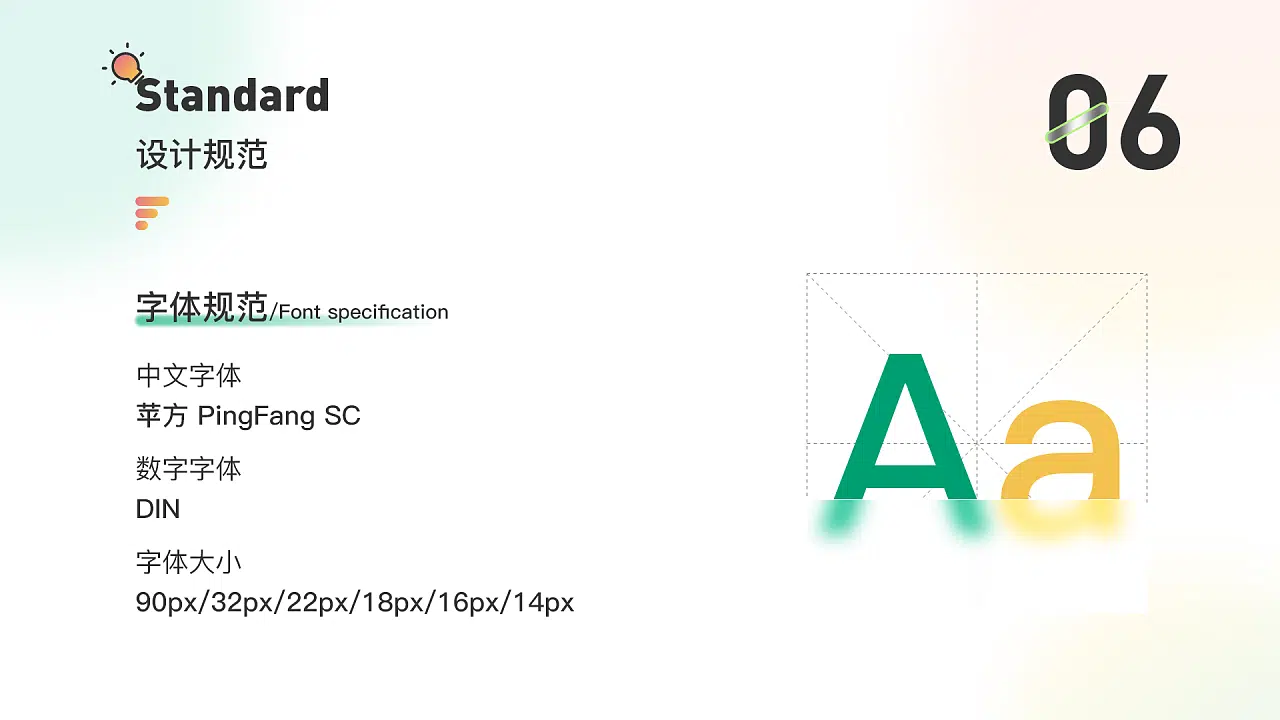 Standard
06
设计规范
字体规范/Font specification
中文字体
苹方 PingFang SC
数字字体
DIN
字体大小
90px/32px/22px/18px/16px/14px
Aa